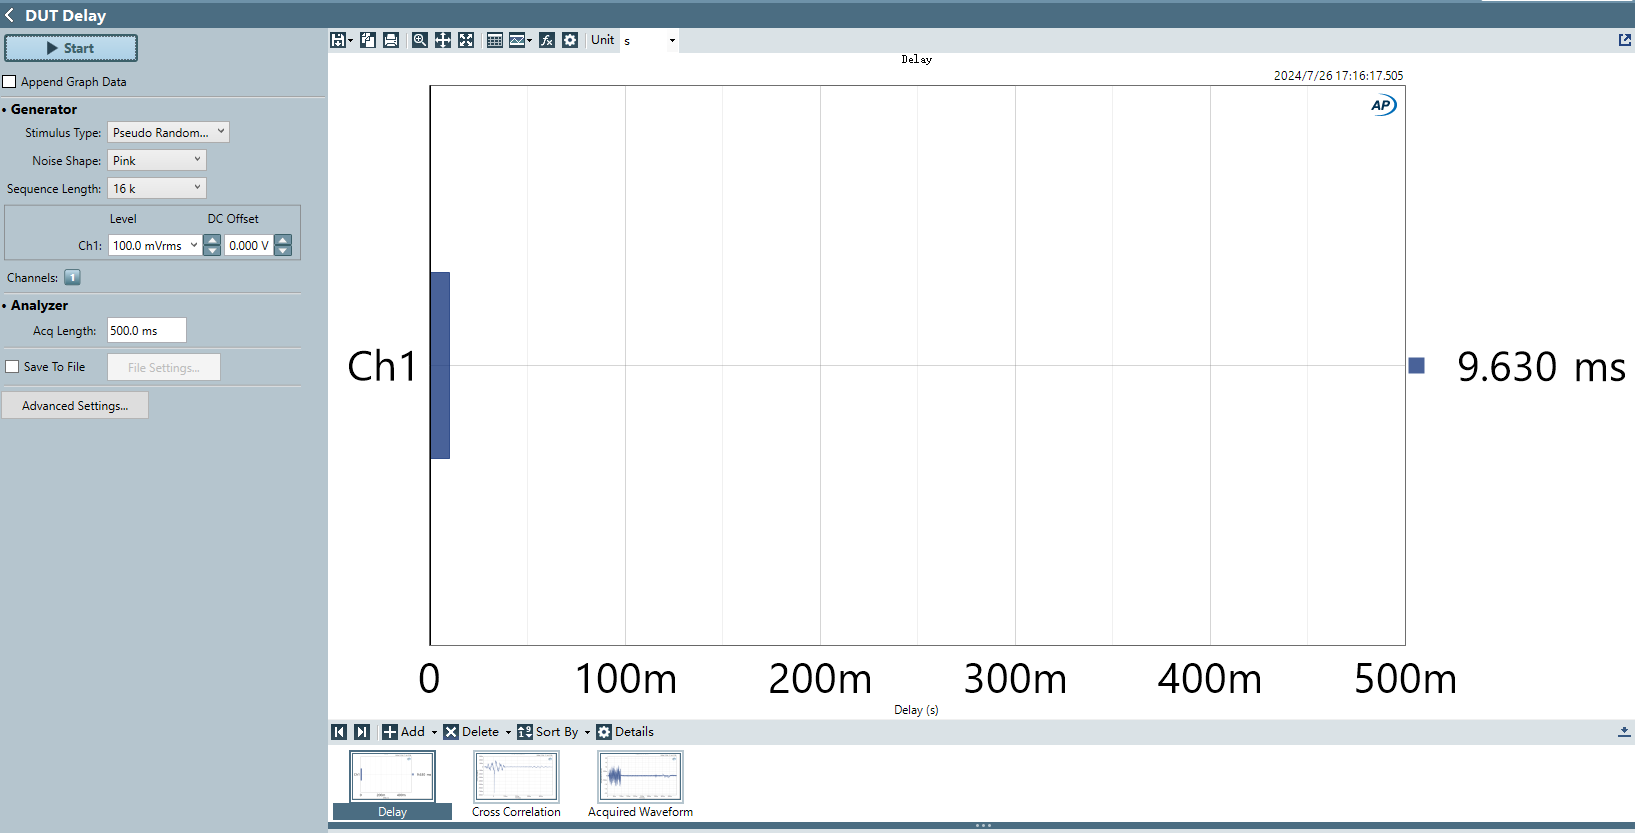 DUT Delay
Start
Append Graph Data
• Generator
Stimulus Type: Pseudo Random...
Noise Shape: Pink
Sequence Length: 16 k
Level DC Offset
Ch1: 100.0 mVrms 0.000 V
Channels: 1
• Analyzer
Acq Length: 500.0 ms
Save To File File Settings...
Advanced Settings...
Unit s
Delay
2024/7/26 17:16:17.505
AP
Ch1
9.630 ms
0 100m 200m 300m 400m 500m
Delay (s)
Add Delete Sort By Details
Delay Cross Correlation Acquired Waveform